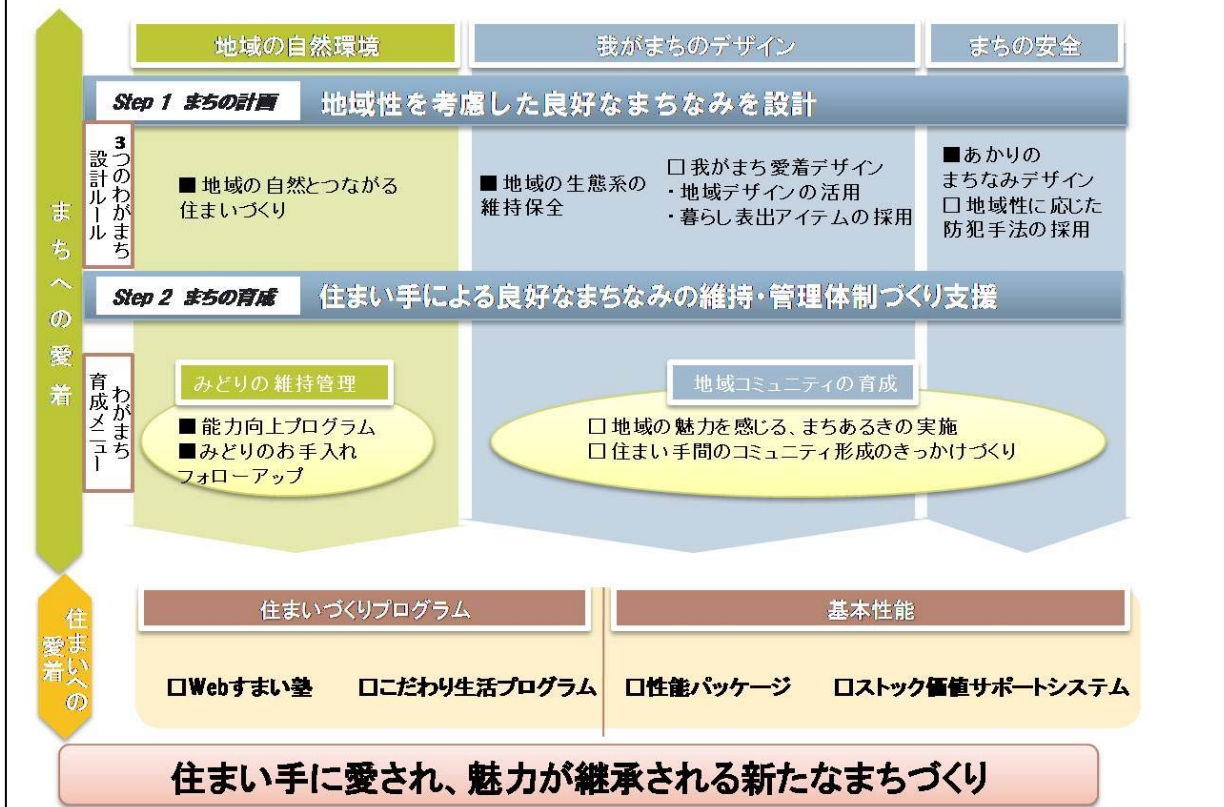 地域の自然環境
我がまちのデザイン
まちの安全
まちへの愛着
Step 1 まちの計画
地域性を考慮した良好なまちなみを設計
3つのわがまち
設計ルール
■地域の自然とつながる
住まいづくり
■地域の生態系の
維持保全
□我がまち愛着デザイン
・地域デザインの活用
・暮らし表出アイテムの採用
■あかりの
まちなみデザイン
□地域性に応じた
防犯手法の採用
Step 2 まちの育成
住まい手による良好なまちなみの維持・管理体制づくり支援
わがまち
育成メニュー
みどりの維持管理
■能力向上プログラム
■みどりのお手入れ
フォローアップ
地域コミュニティの育成
□地域の魅力を感じる、まちあるきの実施
□住まい手間のコミュニティ形成のきっかけづくり
住まいへの
愛着
住まいづくりプログラム
基本性能
□Webすまい塾
□こだわり生活プログラム
□性能パッケージ
□ストック価値サポートシステム
住まい手に愛され、魅力が継承される新たなまちづくり